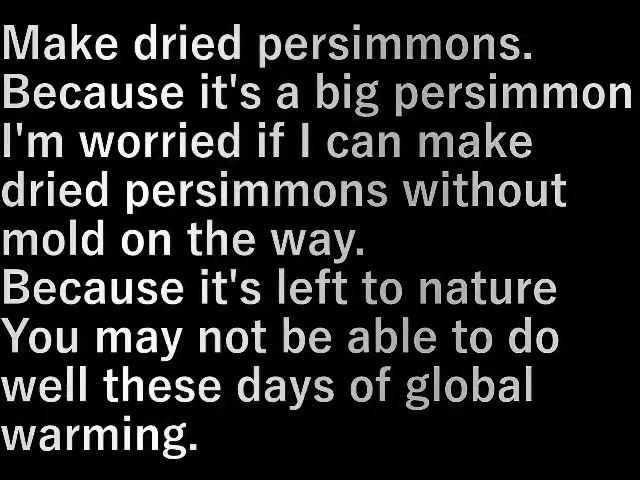 Make dried persimmons.
Because it's a big persimmon
I'm worried if I can make
dried persimmons without
mold on the way.
Because it's left to nature
You may not be able to do
well these days of global
warming.